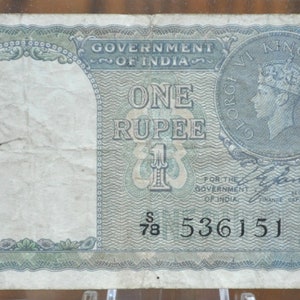 GOVERNMENT
OF INDIA
GEORGE VI KING
ONE
RUPEE
1
FOR THE
GOVERNMENT
OF INDIA
S/78 536151